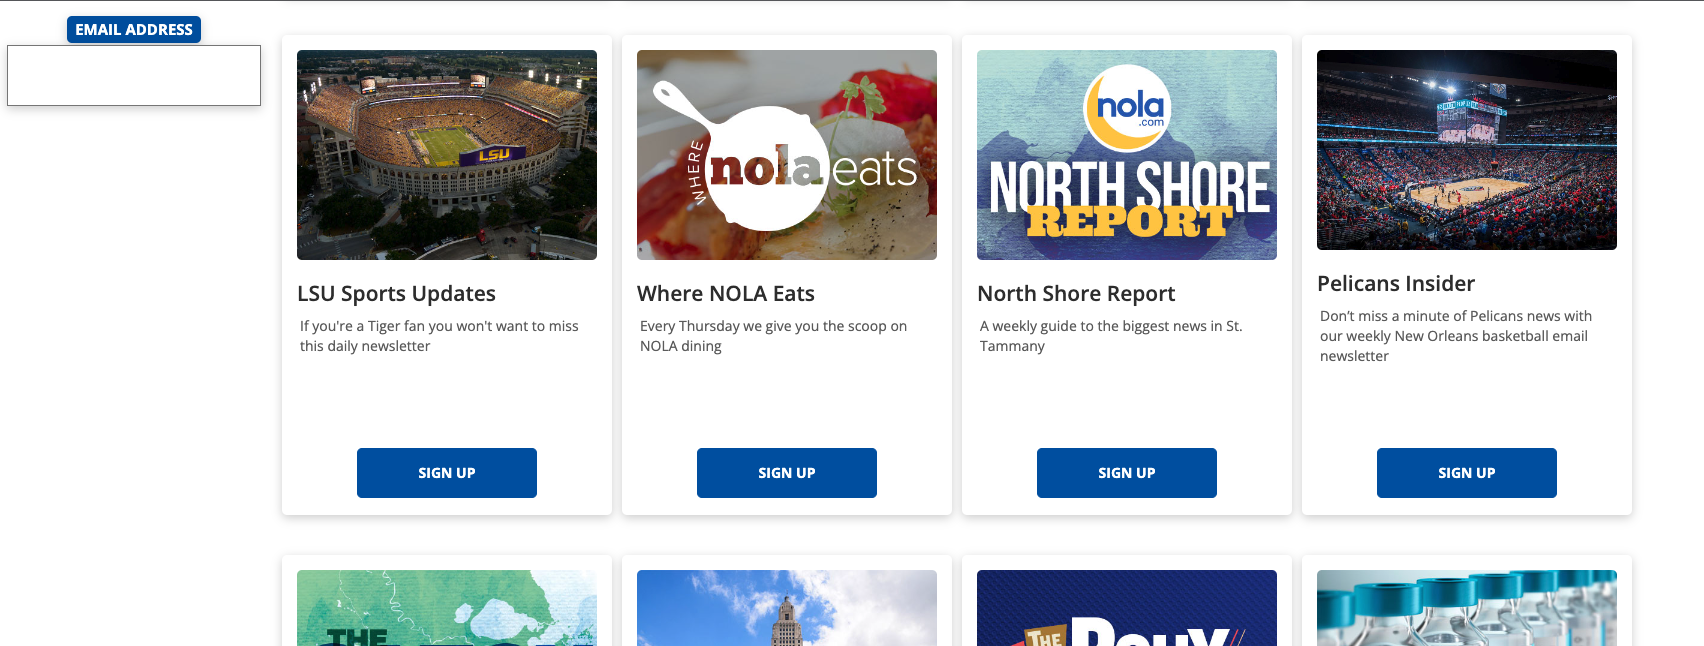 EMAIL ADDRESS
LSU
WHERE
nolaeats
nola
.com
NORTH SHORE
REPORT
LSU Sports Updates
If you're a Tiger fan you won't want to miss
this daily newsletter
SIGN UP
Where NOLA Eats
Every Thursday we give you the scoop on
NOLA dining
SIGN UP
North Shore Report
A weekly guide to the biggest news in St.
Tammany
SIGN UP
Pelicans Insider
Don’t miss a minute of Pelicans news with
our weekly New Orleans basketball email
newsletter
SIGN UP
THE
THE